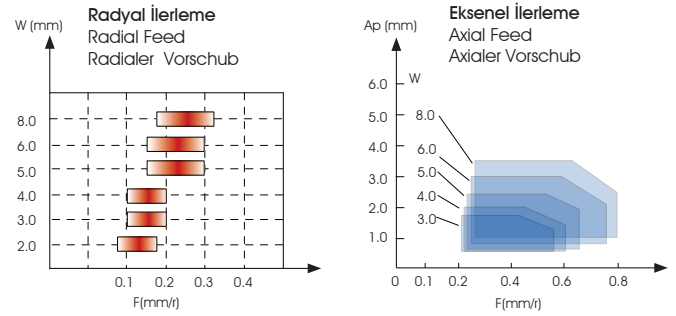 Radyal İlerleme
Radial Feed
Radialer Vorschub
W (mm)
8.0
6.0
5.0
4.0
3.0
2.0
0.1 0.2 0.3 0.4
F(mm/r)
Eksenel İlerleme
Axial Feed
Axialer Vorschub
Ap (mm)
6.0
5.0
4.0
3.0
2.0
1.0
W
8.0
6.0
5.0
4.0
3.0
0 0.1 0.2 0.4 0.6 0.8
F(mm/r)